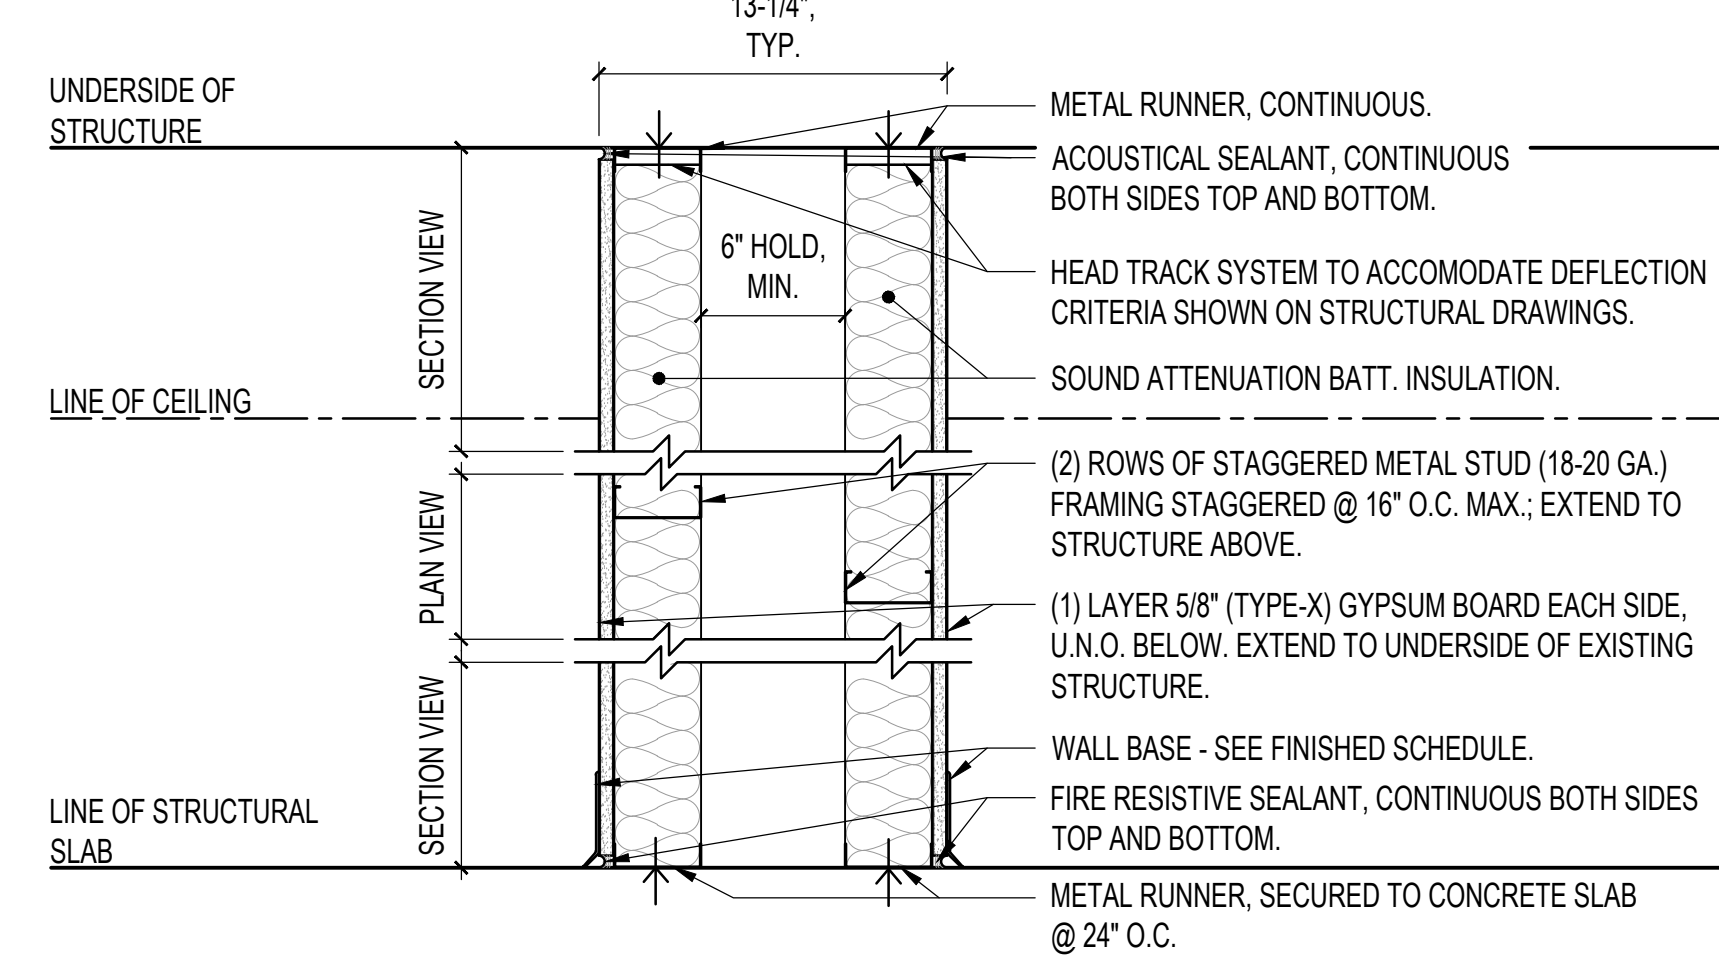 13-1/4",
TYP.
UNDERSIDE OF
STRUCTURE
METAL RUNNER, CONTINUOUS.
ACOUSTICAL SEALANT, CONTINUOUS
BOTH SIDES TOP AND BOTTOM.
SECTION VIEW
6" HOLD,
MIN.
HEAD TRACK SYSTEM TO ACCOMODATE DEFLECTION
CRITERIA SHOWN ON STRUCTURAL DRAWINGS.
SOUND ATTENUATION BATT. INSULATION.
LINE OF CEILING
(2) ROWS OF STAGGERED METAL STUD (18-20 GA.)
FRAMING STAGGERED @ 16" O.C. MAX.; EXTEND TO
STRUCTURE ABOVE.
PLAN VIEW
(1) LAYER 5/8" (TYPE-X) GYPSUM BOARD EACH SIDE,
U.N.O. BELOW. EXTEND TO UNDERSIDE OF EXISTING
STRUCTURE.
SECTION VIEW
WALL BASE - SEE FINISHED SCHEDULE.
LINE OF STRUCTURAL
SLAB
FIRE RESISTIVE SEALANT, CONTINUOUS BOTH SIDES
TOP AND BOTTOM.
METAL RUNNER, SECURED TO CONCRETE SLAB
@ 24" O.C.